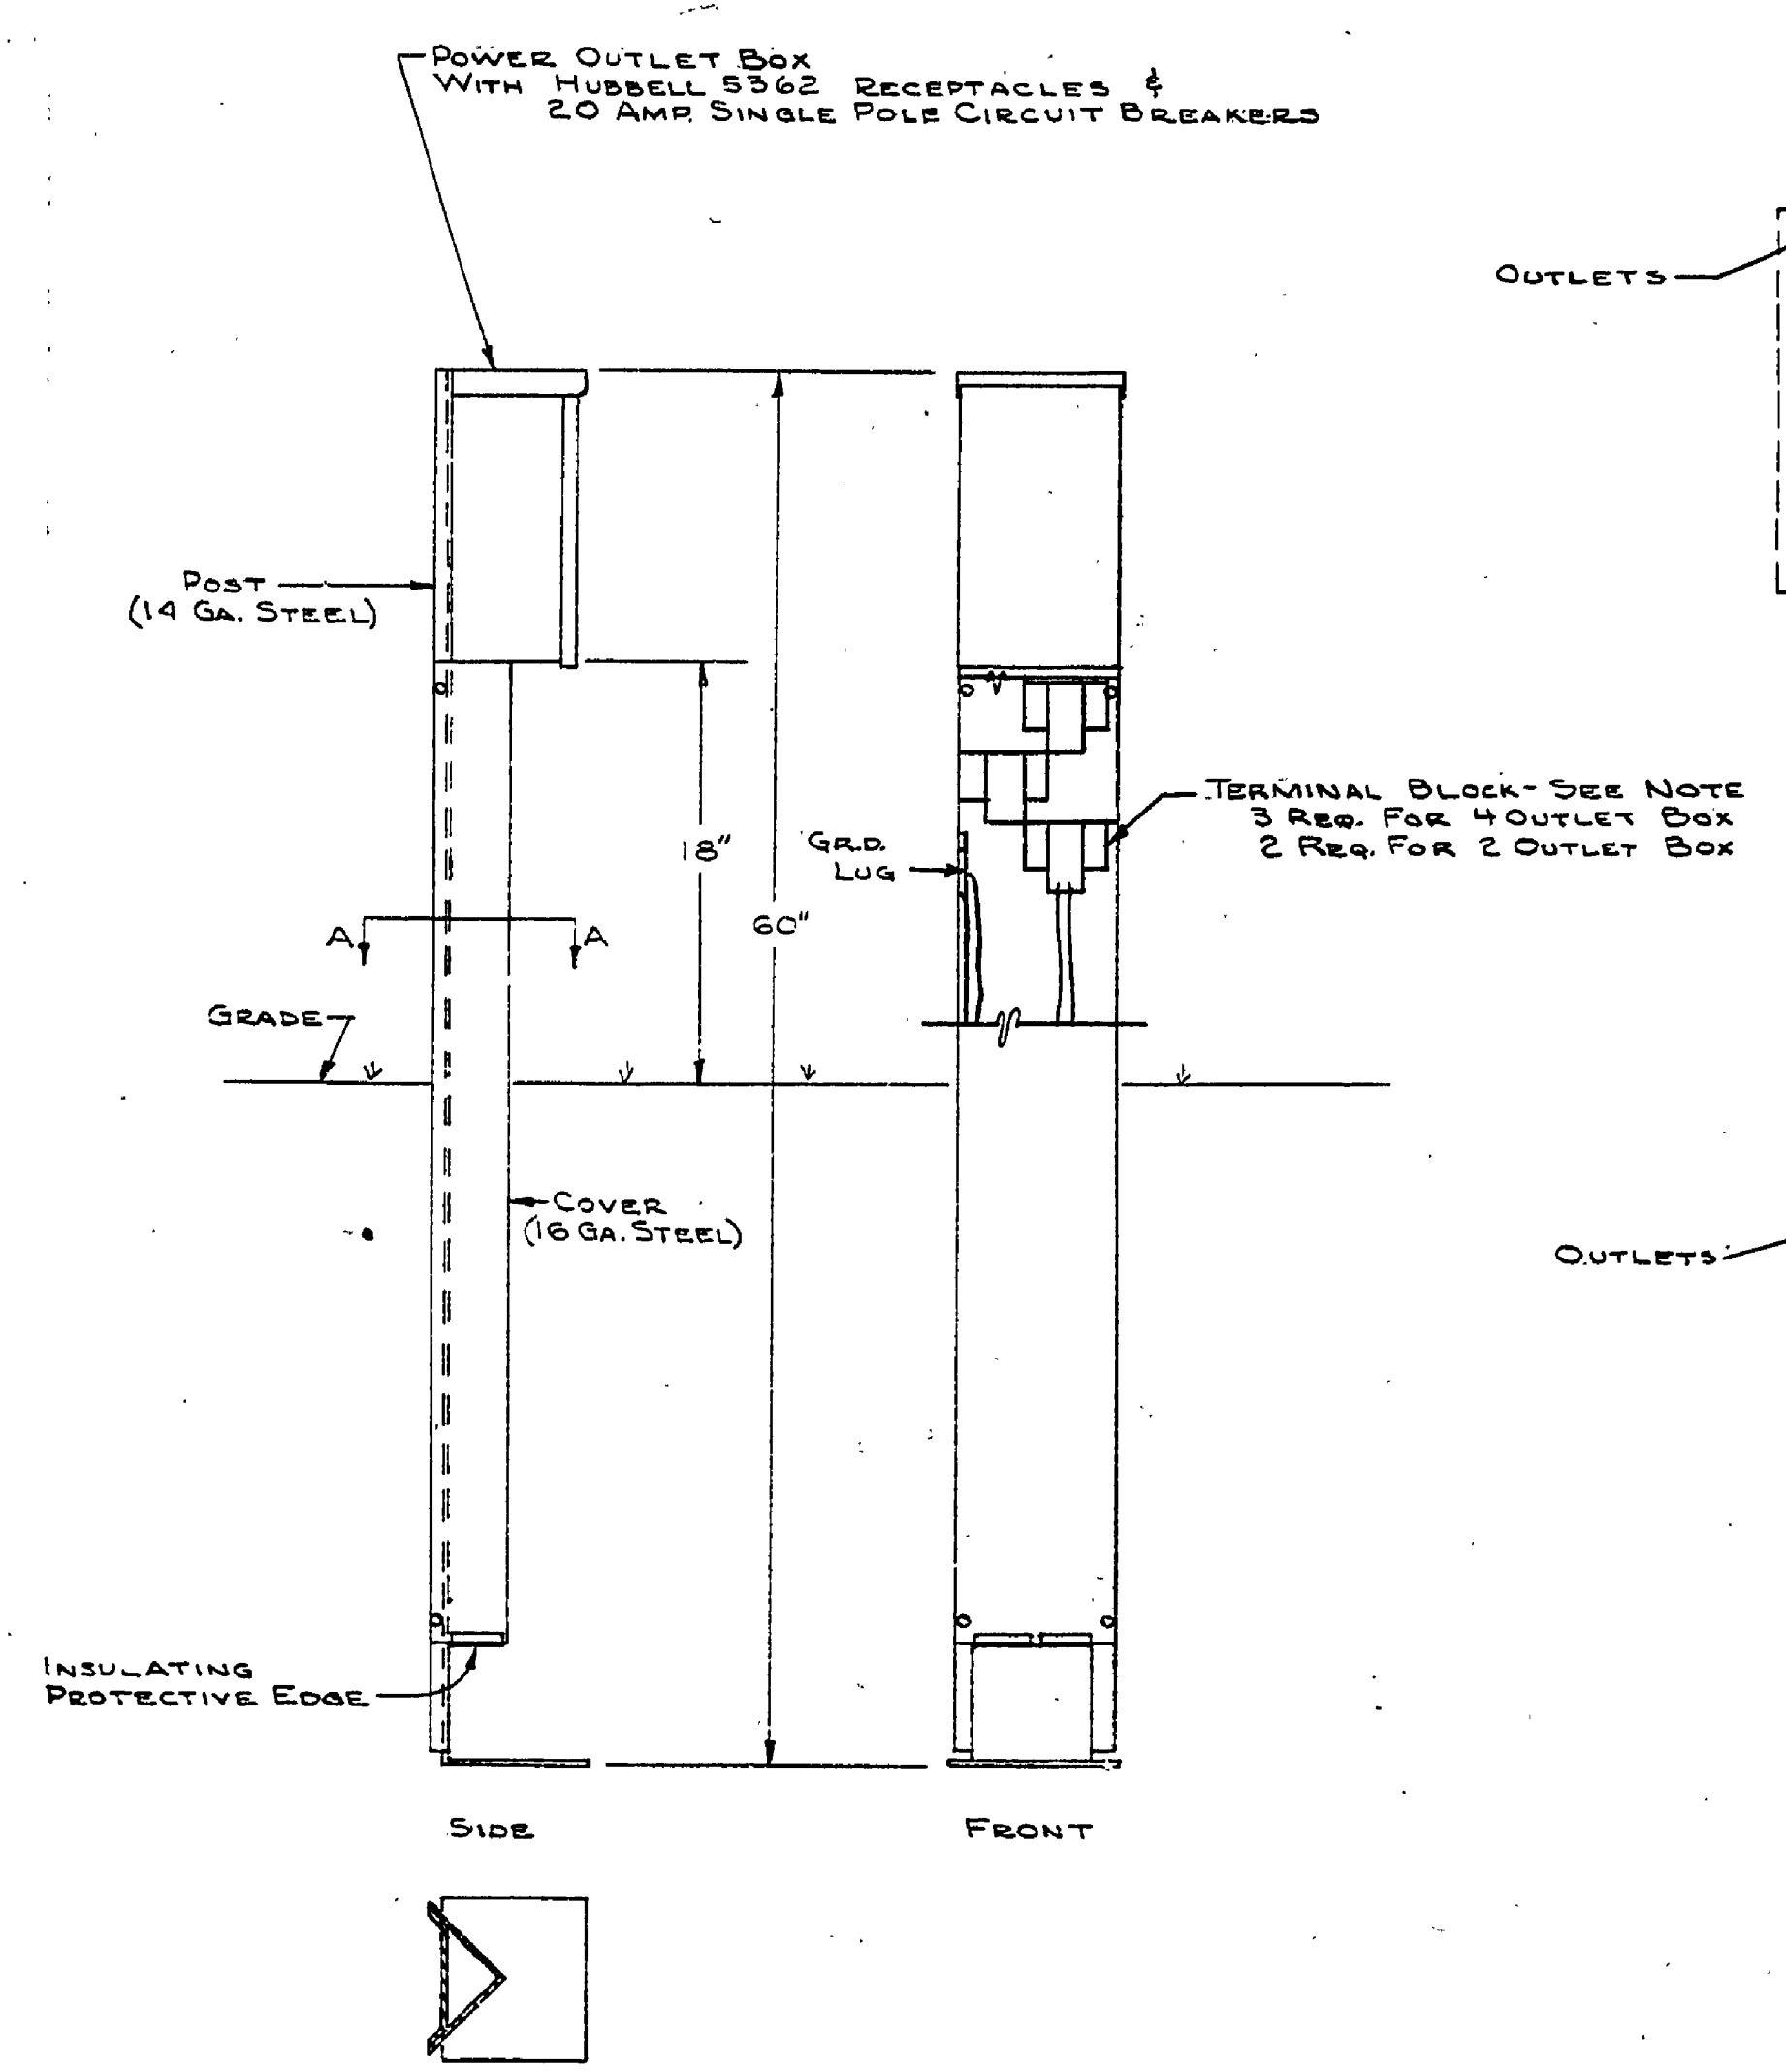 POWER OUTLET BOX
WITH HUBBELL 5362 RECEPTACLES &
20 AMP. SINGLE POLE CIRCUIT BREAKERS
OUTLETS
POST
(14 GA. STEEL)
TERMINAL BLOCK - SEE NOTE
3 REQ. FOR 4 OUTLET BOX
2 REQ. FOR 2 OUTLET BOX
18"
GR.D.
LUG
60"
A
A
GRADE
COVER
(16 GA. STEEL)
OUTLETS
INSULATING
PROTECTIVE EDGE
SIDE
FRONT